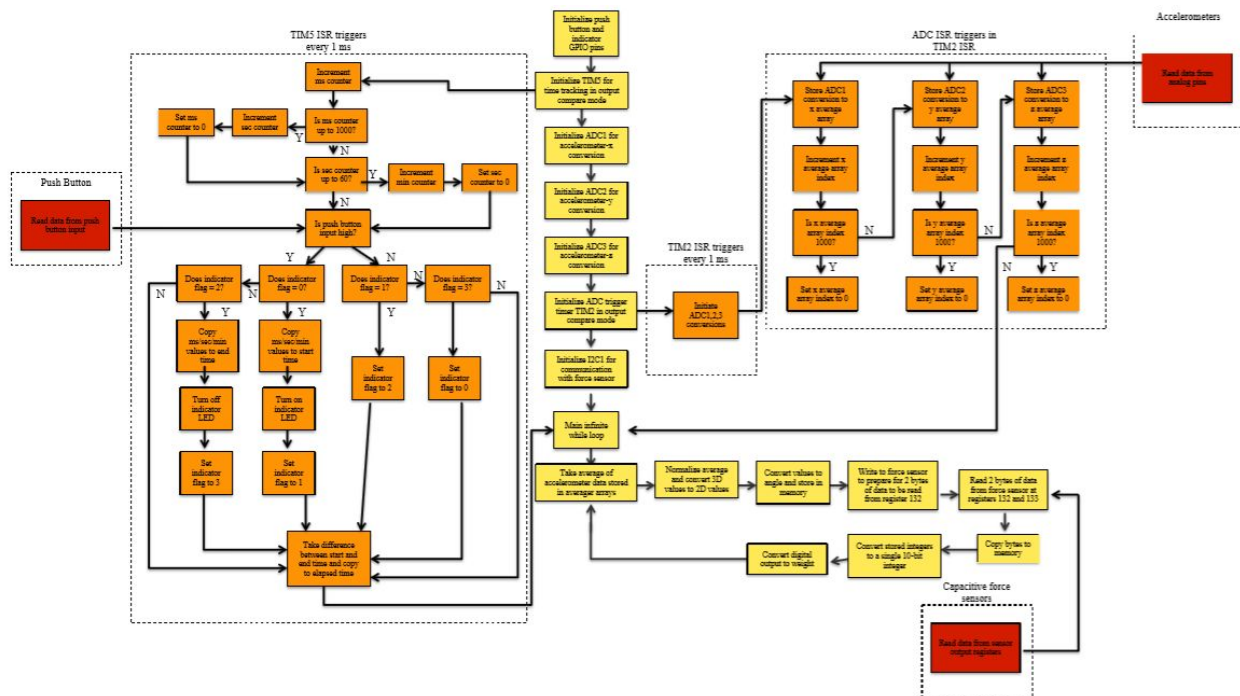 Initialize push
button and
indicator
GPIO pins
Initialize TIM5 for
time tracking in output
compare mode
Initialize ADC1 for
accelerometer-x
conversion
Initialize ADC2 for
accelerometer-y
conversion
Initialize ADC3 for
accelerometer-z
conversion
Initialize ADC trigger
timer TIM2 in output
compare mode
Initialize I2C1 for
communication
with force sensor
Main infinite
while loop
TIM5 ISR triggers
every 1 ms
Increment
ms counter
Is ms counter
up to 1000?
Y
Increment
sec counter
Set ms
counter to 0
N
Is sec counter
up to 60?
Y
Increment
min counter
Set sec
counter to 0
N
Push Button
Read data from push
button input
Is push button
input high?
Y
N
Does indicator
flag = 2?
N
Does indicator
flag = 0?
Does indicator
flag = 1?
N
Does indicator
flag = 3?
N
N
Y
Y
Y
Copy
ms/sec/min
values to end
time
Copy
ms/sec/min
values to start
time
Set
indicator
flag to 2
Set
indicator
flag to 0
Turn off
indicator
LED
Turn on
indicator
LED
Set
indicator
flag to 3
Set
indicator
flag to 1
Take difference
between start and
end time and copy
to elapsed time
TIM2 ISR triggers
every 1 ms
Initiate
ADC1,2,3
conversions
ADC ISR triggers in
TIM2 ISR
Store ADC1
conversion to
x average
array
Store ADC2
conversion to
y average
array
Store ADC3
conversion to
z average
array
Increment x
average array
index
Increment y
average array
index
Increment z
average array
index
Is x average
array index
1000?
N
Is y average
array index
1000?
N
Is z average
array index
1000?
Y
Y
N
Y
Set x average
array index to 0
Set y average
array index to 0
Set z average
array index to 0
Accelerometers
Read data from
analog pins
Take average of
accelerometer data stored
in averager arrays
Normalize average
and convert 3D
values to 2D values
Convert values to
angle and store in
memory
Write to force sensor
to prepare for 2 bytes
of data to be read
from register 132
Read 2 bytes of data
from force sensor at
registers 132 and 133
Copy bytes to
memory
Convert stored integers
to a single 10-bit
integer
Convert digital
output to weight
Capacitive force
sensors
Read data from sensor
output registers